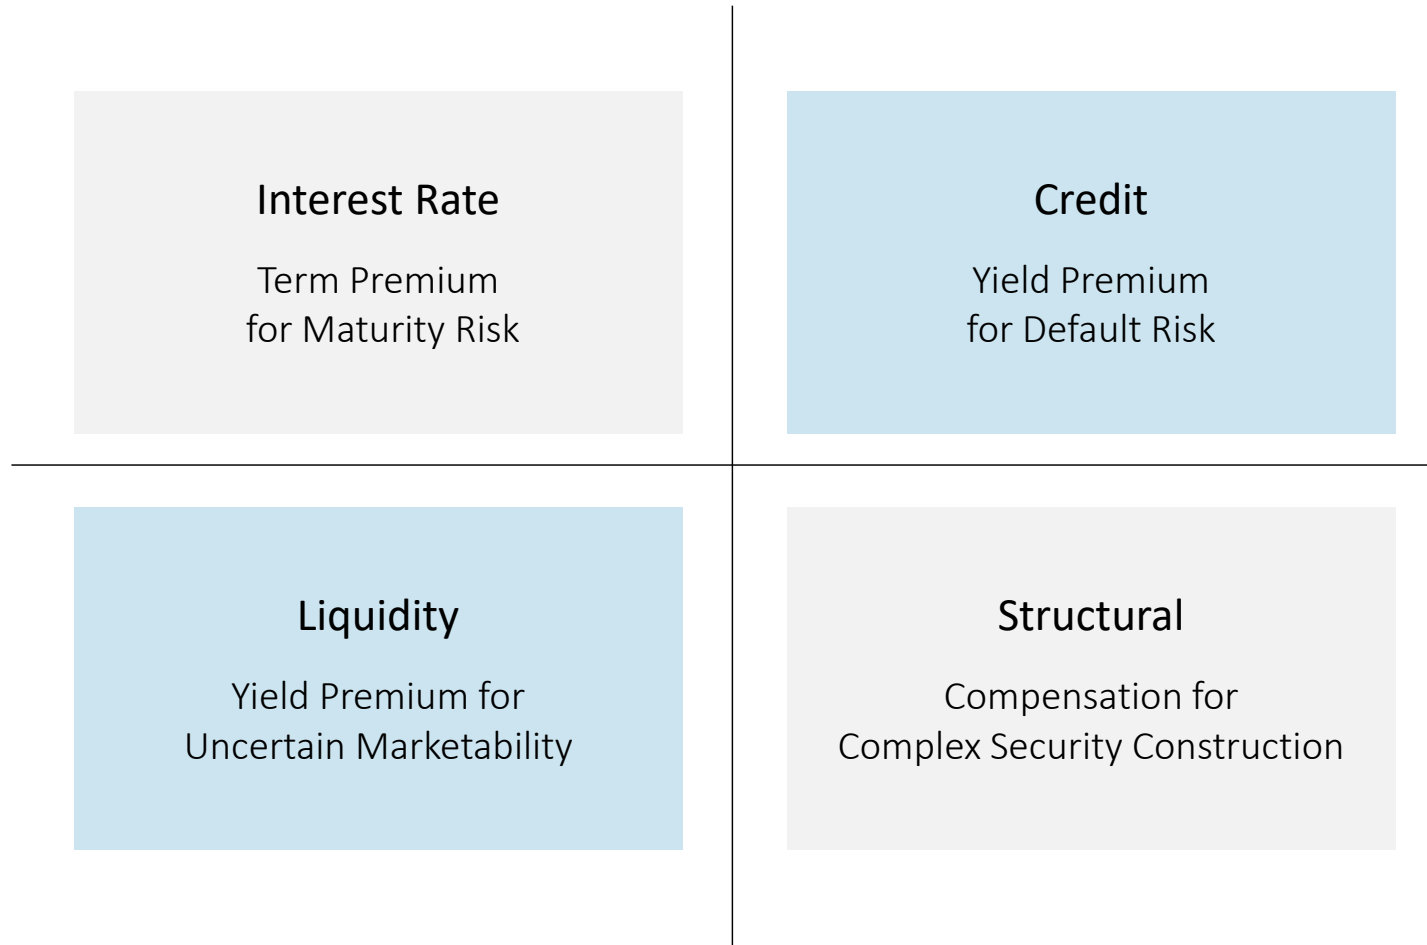 Interest Rate
Term Premium
for Maturity Risk
Credit
Yield Premium
for Default Risk
Liquidity
Yield Premium for
Uncertain Marketability
Structural
Compensation for
Complex Security Construction